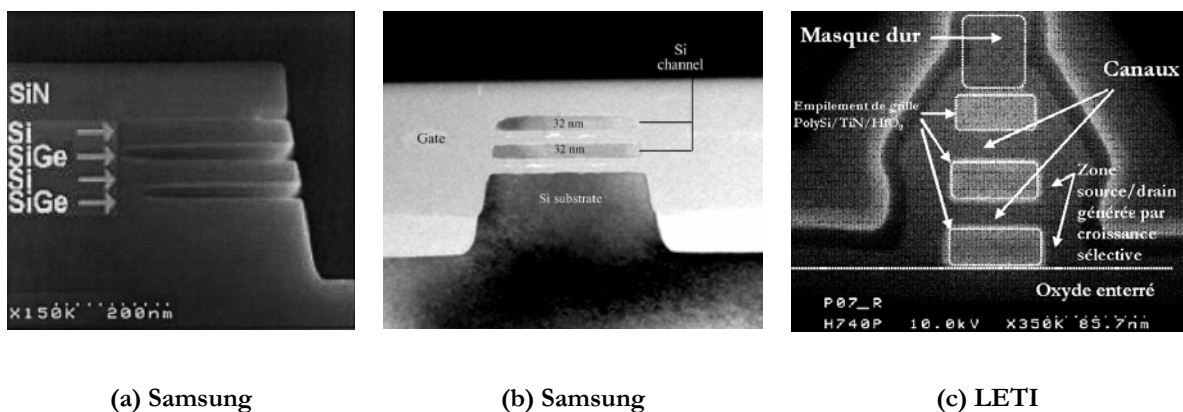 SiN
Si
SiGe
Si
SiGe
X150K 200nm
Si
channel
32 nm
Gate
32 nm
Si substrate
Masque dur
Canaux
Empilement de grille
PolySi/TiN/HfO₂
Zone
source/drain
générée par
croissance
sélective
Oxyde enterré
P07_R
H740P 10.0kV X350K 85.7nm
(a) Samsung
(b) Samsung
(c) LETI